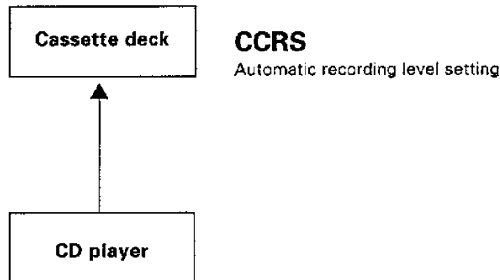 Cassette deck
CCRS
Automatic recording level setting
CD player